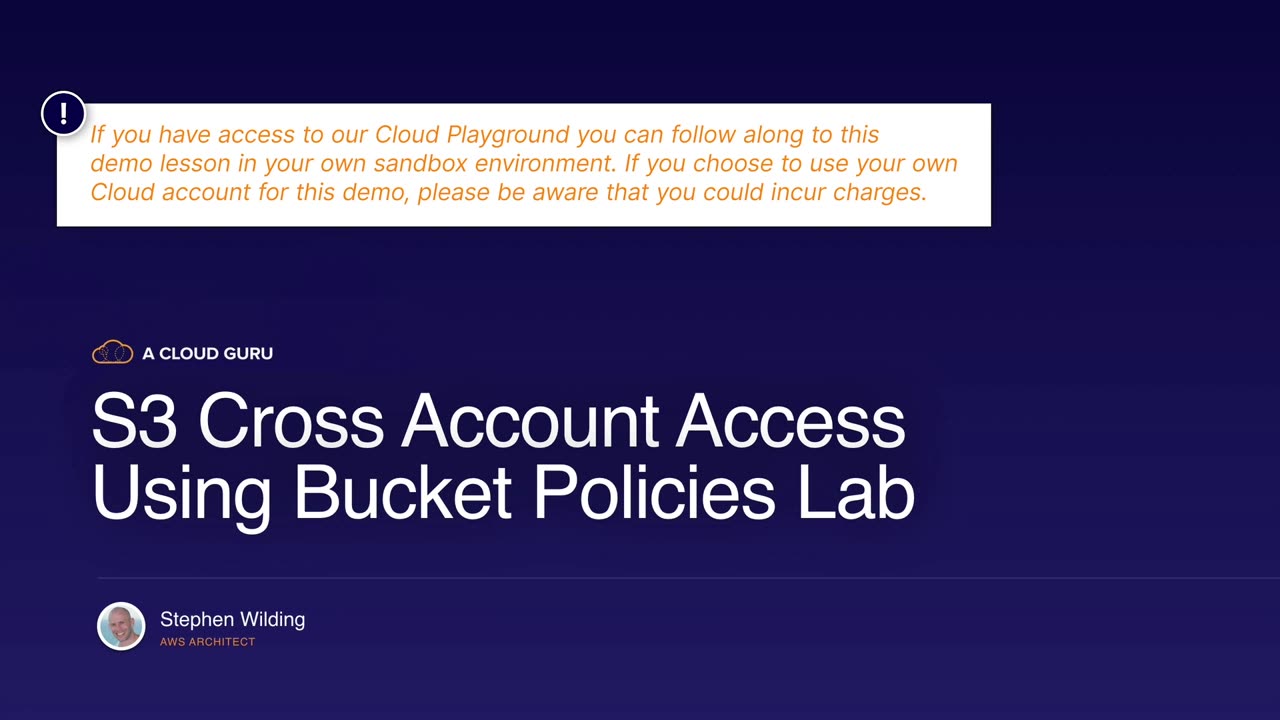 !
If you have access to our Cloud Playground you can follow along to this
demo lesson in your own sandbox environment. If you choose to use your own
Cloud account for this demo, please be aware that you could incur charges.
A CLOUD GURU
S3 Cross Account Access
Using Bucket Policies Lab
Stephen Wilding
AWS ARCHITECT